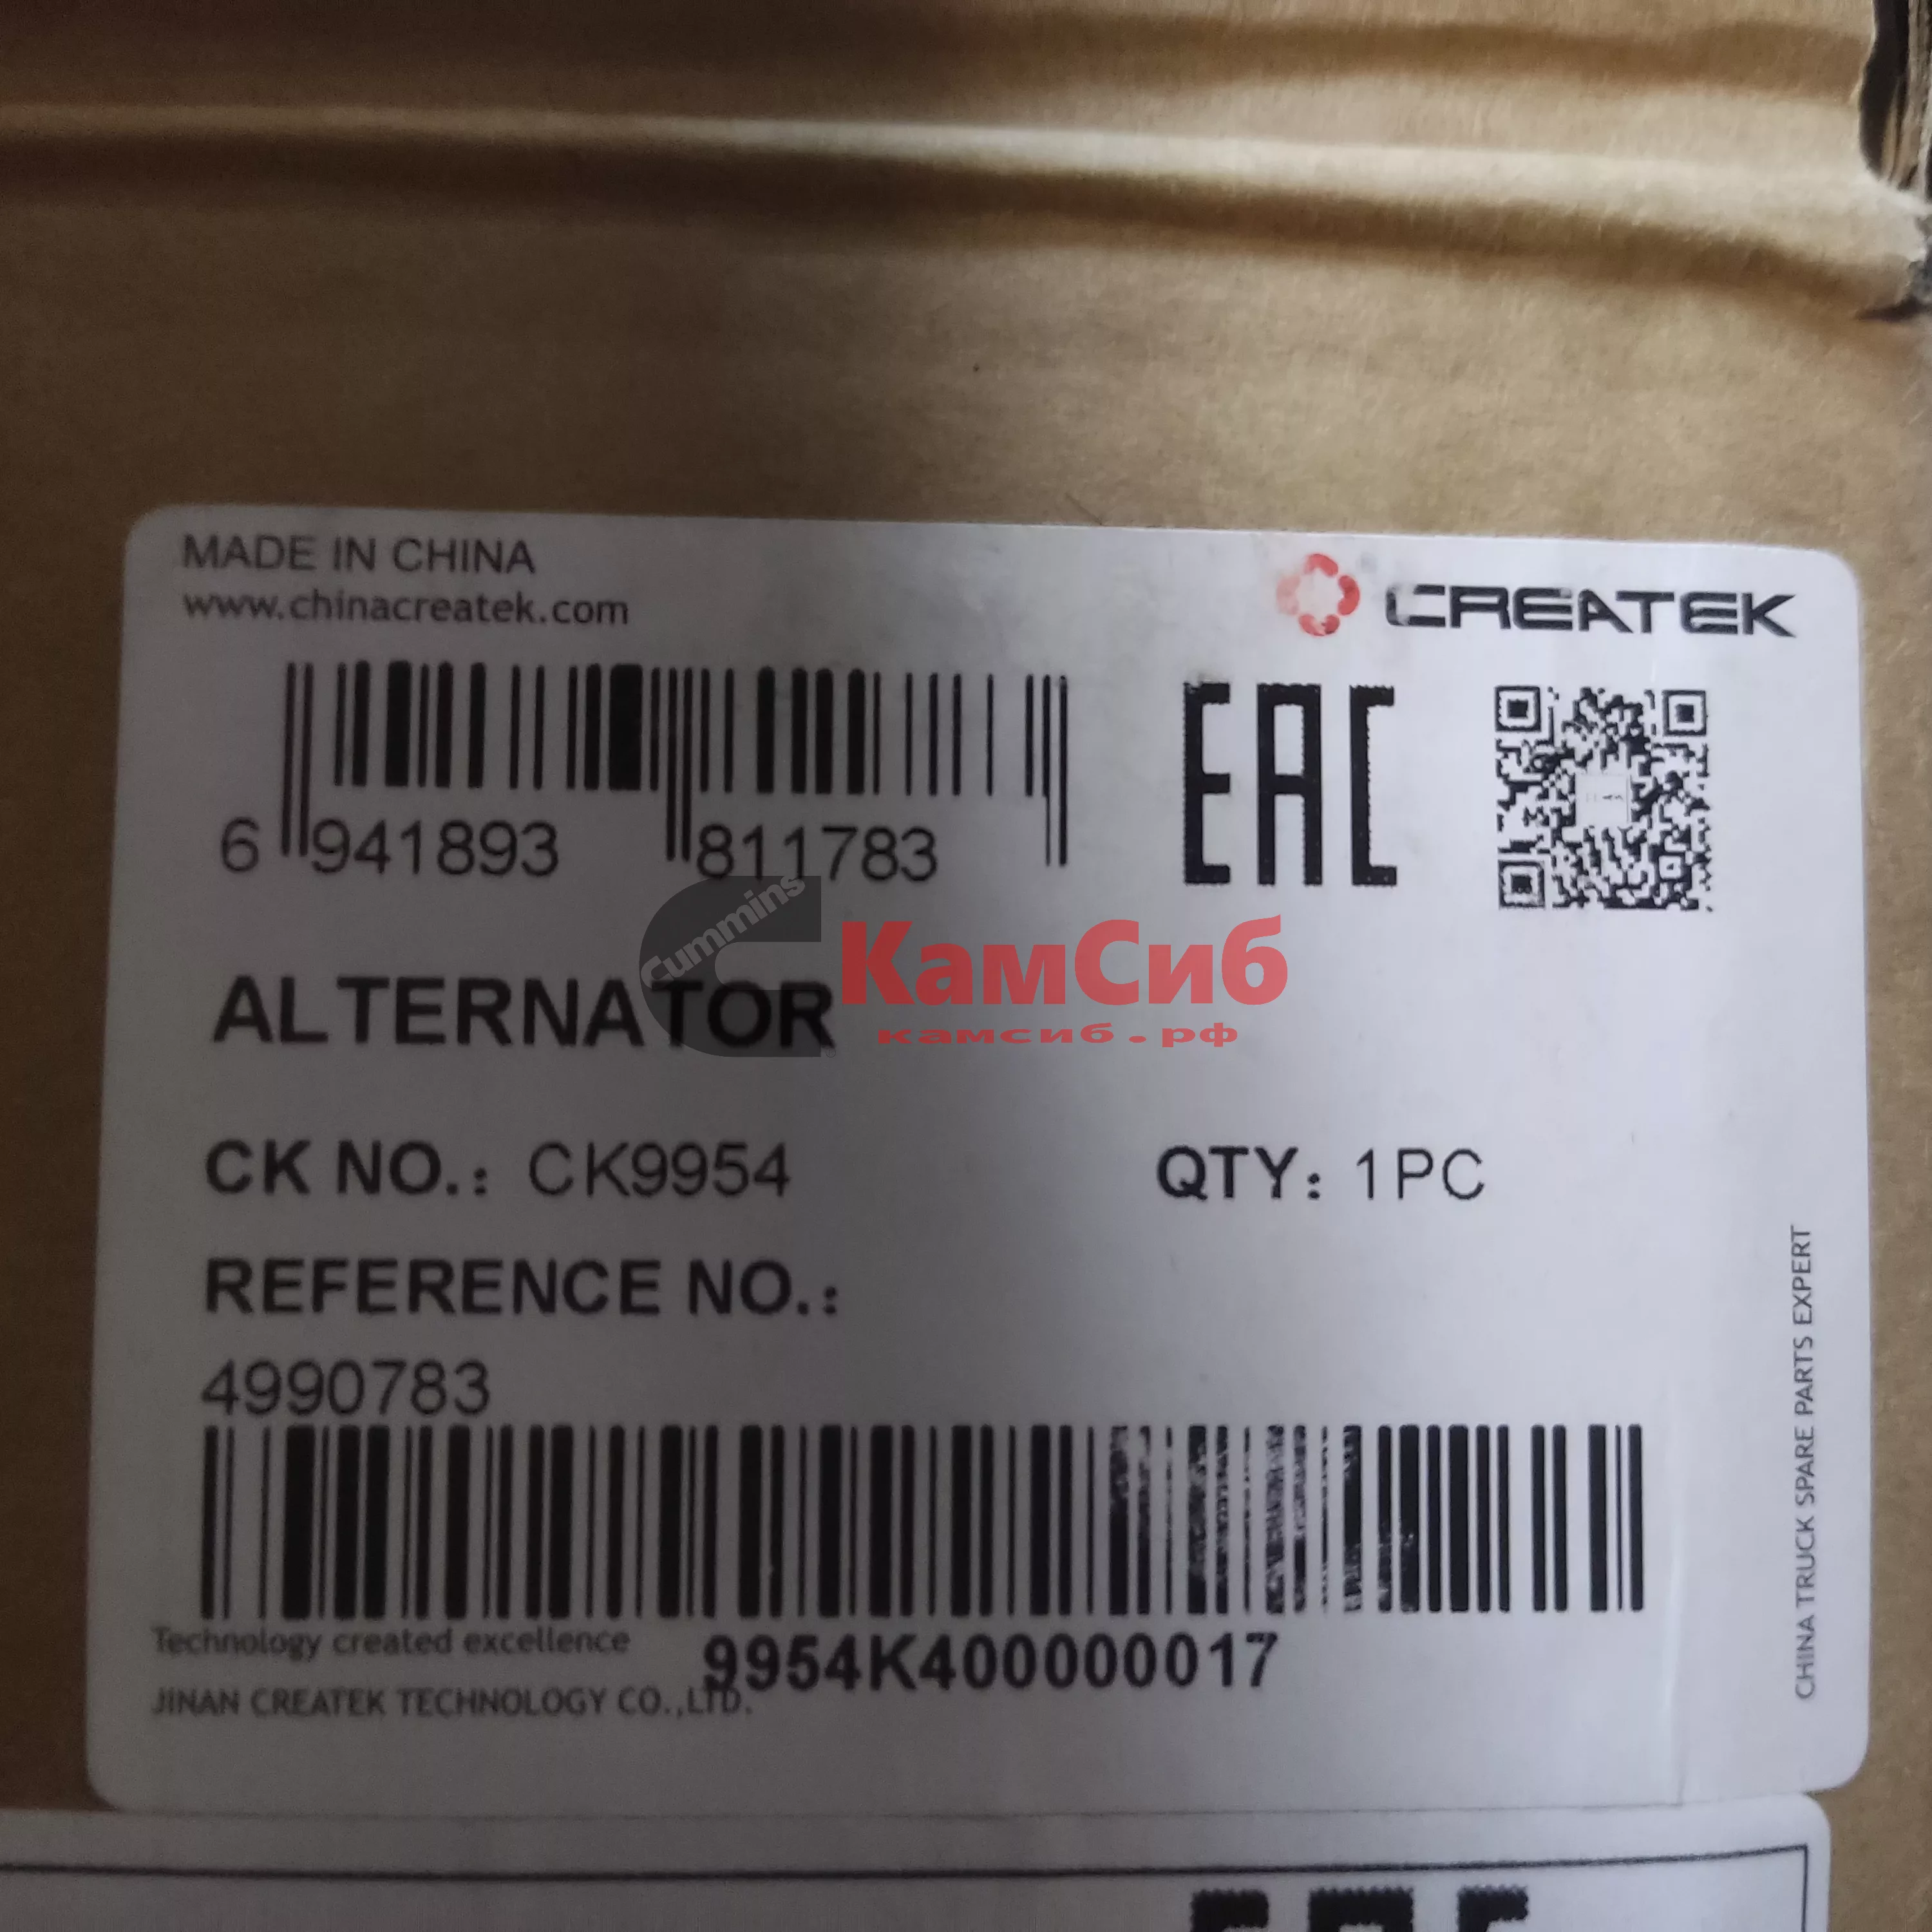 MADE IN CHINA
www.chinacreatek.com
CREATEK
6 941893 811783
EAC
Cummins
КамСиб
камсиб.рф
ALTERNATOR
CK NO.: CK9954
QTY: 1PC
REFERENCE NO.:
4990783
9954K400000017
Technology created excellence
JINAN CREATEK TECHNOLOGY CO.,LTD.
CHINA TRUCK SPARE PARTS EXPERT